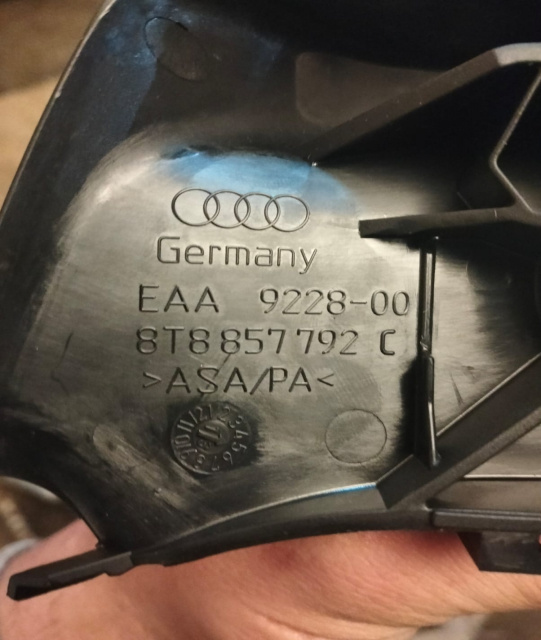 Germany
EAA 9228-00
8T8 857 792 C
>ASA/PA<